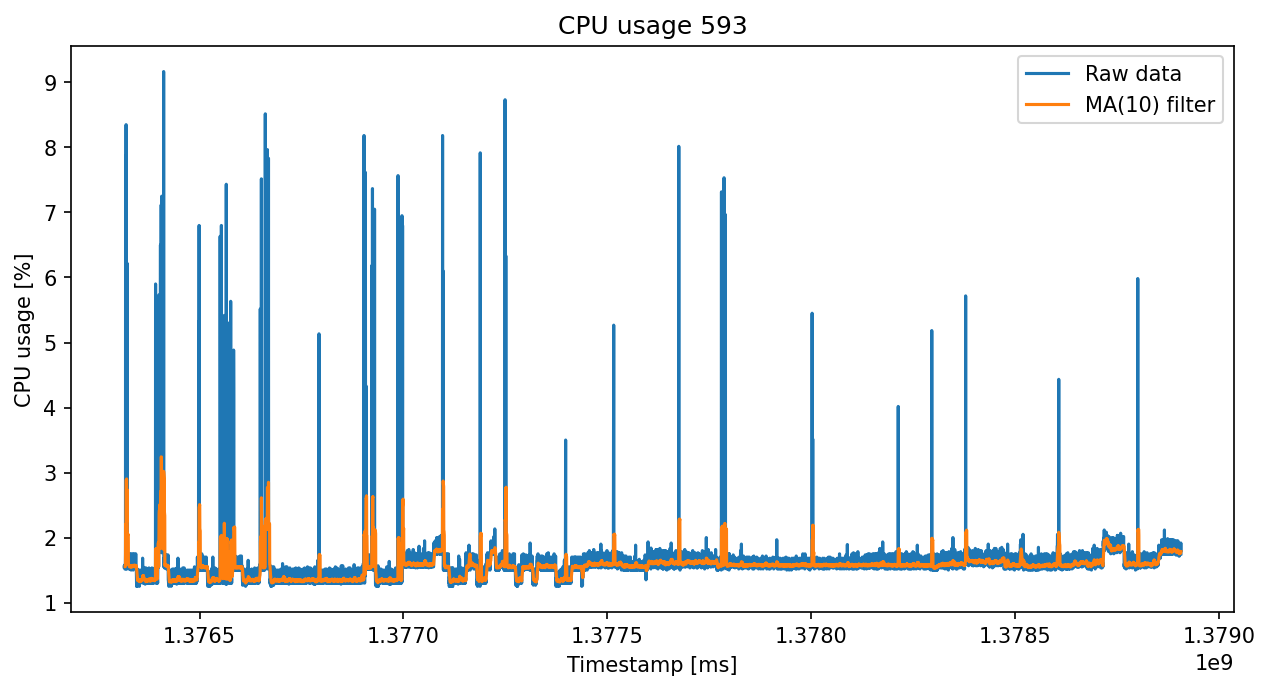 CPU usage 593
Raw data
MA(10) filter
CPU usage [%]
9
8
7
6
5
4
3
2
1
1.3765 1.3770 1.3775 1.3780 1.3785 1.3790
1e9
Timestamp [ms]